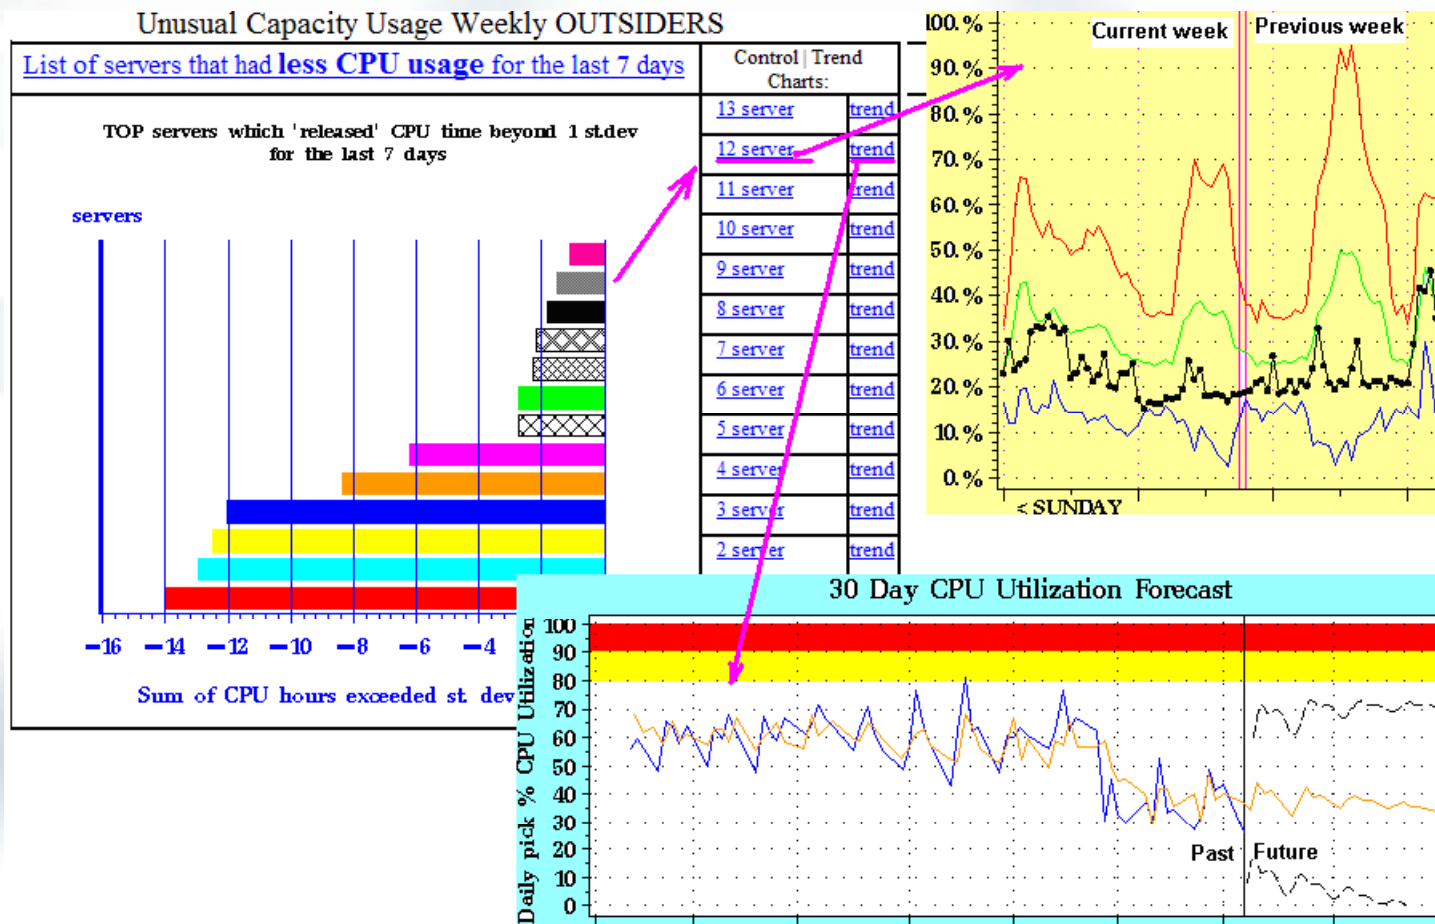 Unusual Capacity Usage Weekly OUTSIDERS
List of servers that had less CPU usage for the last 7 days
Control | Trend
Charts:
TOP servers which 'released' CPU time beyond 1 st.dev
for the last 7 days
servers
-16 -14 -12 -10 -8 -6 -4
Sum of CPU hours exceeded st. dev
13 server trend
12 server trend
11 server trend
10 server trend
9 server trend
8 server trend
7 server trend
6 server trend
5 server trend
4 server trend
3 server trend
2 server trend
Current week Previous week
100.%
90.%
80.%
70.%
60.%
50.%
40.%
30.%
20.%
10.%
0.%
< SUNDAY
30 Day CPU Utilization Forecast
Daily pick % CPU Utilization
100
90
80
70
60
50
40
30
20
10
0
Past Future